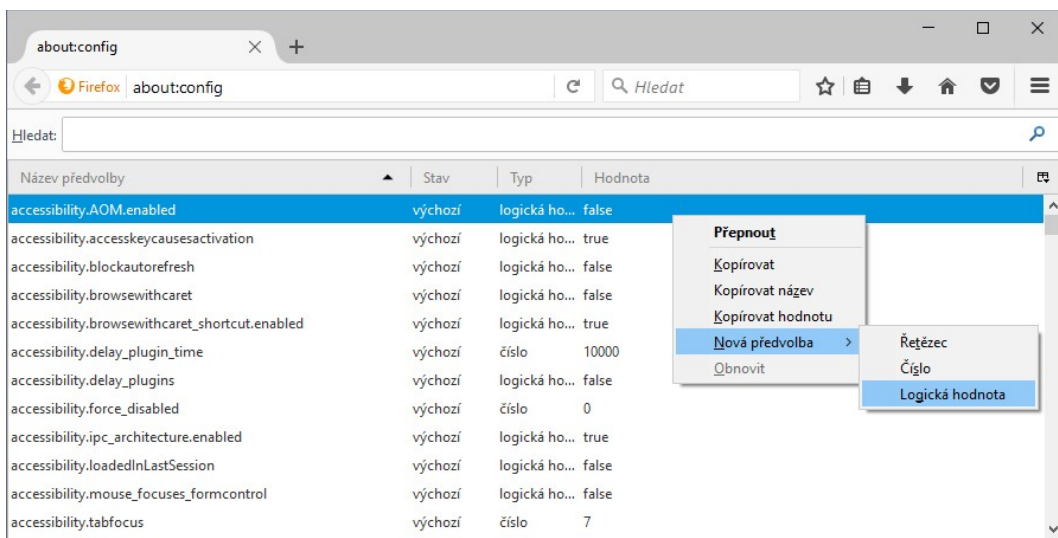 about:config
Firefox about:config Hledat
Hledat:
Název předvolby Stav Typ Hodnota
accessibility.AOM.enabled výchozí logická ho... false
accessibility.accesskeycausesactivation výchozí logická ho... true
accessibility.blockautorefresh výchozí logická ho... false
accessibility.browsewithcaret výchozí logická ho... false
accessibility.browsewithcaret_shortcut.enabled výchozí logická ho... true
accessibility.delay_plugin_time výchozí číslo 10000
accessibility.delay_plugins výchozí logická ho... false
accessibility.force_disabled výchozí číslo 0
accessibility.ipc_architecture.enabled výchozí logická ho... true
accessibility.loadedInLastSession výchozí logická ho... false
accessibility.mouse_focuses_formcontrol výchozí logická ho... false
accessibility.tabfocus výchozí číslo 7
Přepnout
Kopírovat
Kopírovat název
Kopírovat hodnotu
Nová předvolba
Obnovit
Řetězec
Číslo
Logická hodnota